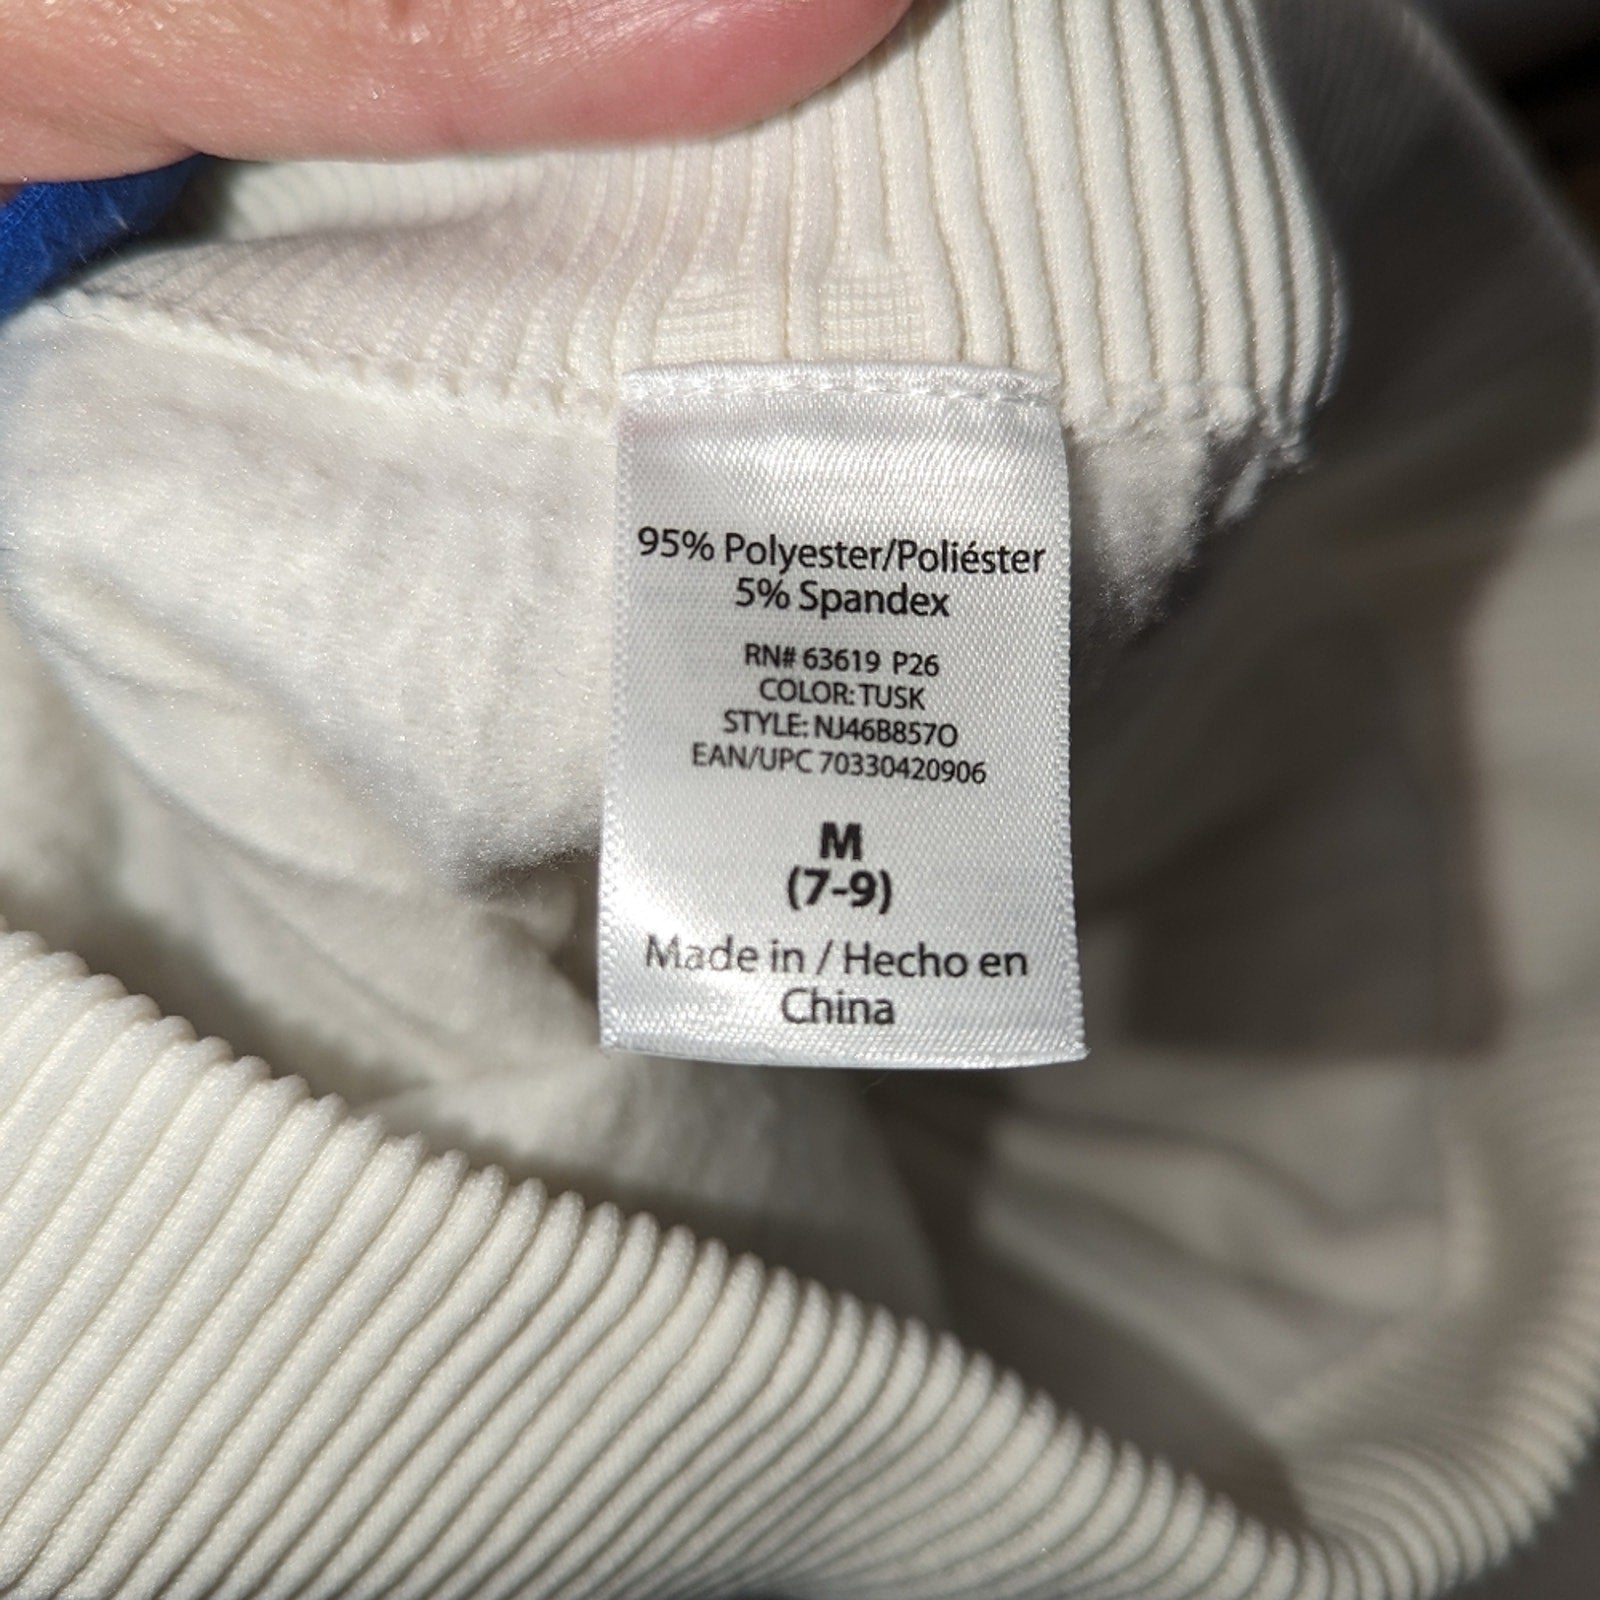 95% Polyester/Poliéster
5% Spandex
RN# 63619 P26
COLOR: TUSK
STYLE: NJ46B857O
EAN/UPC 70330420906
M
(7-9)
Made in / Hecho en
China